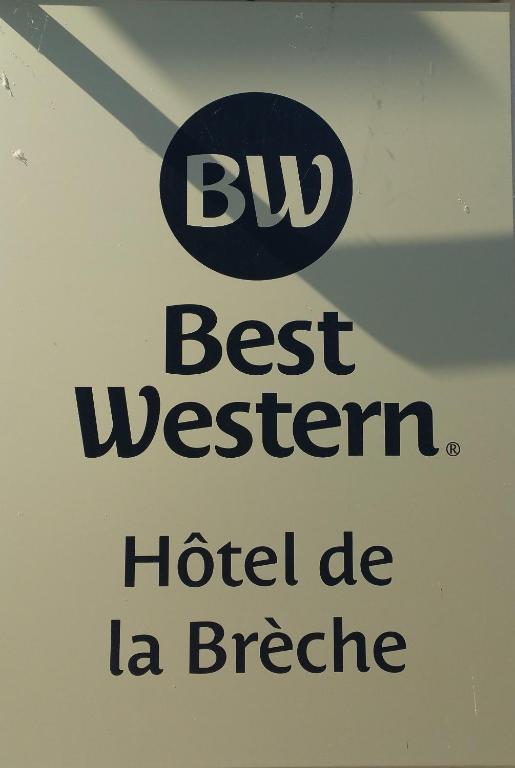 BW
Best
Western®
Hôtel de
la Brèche